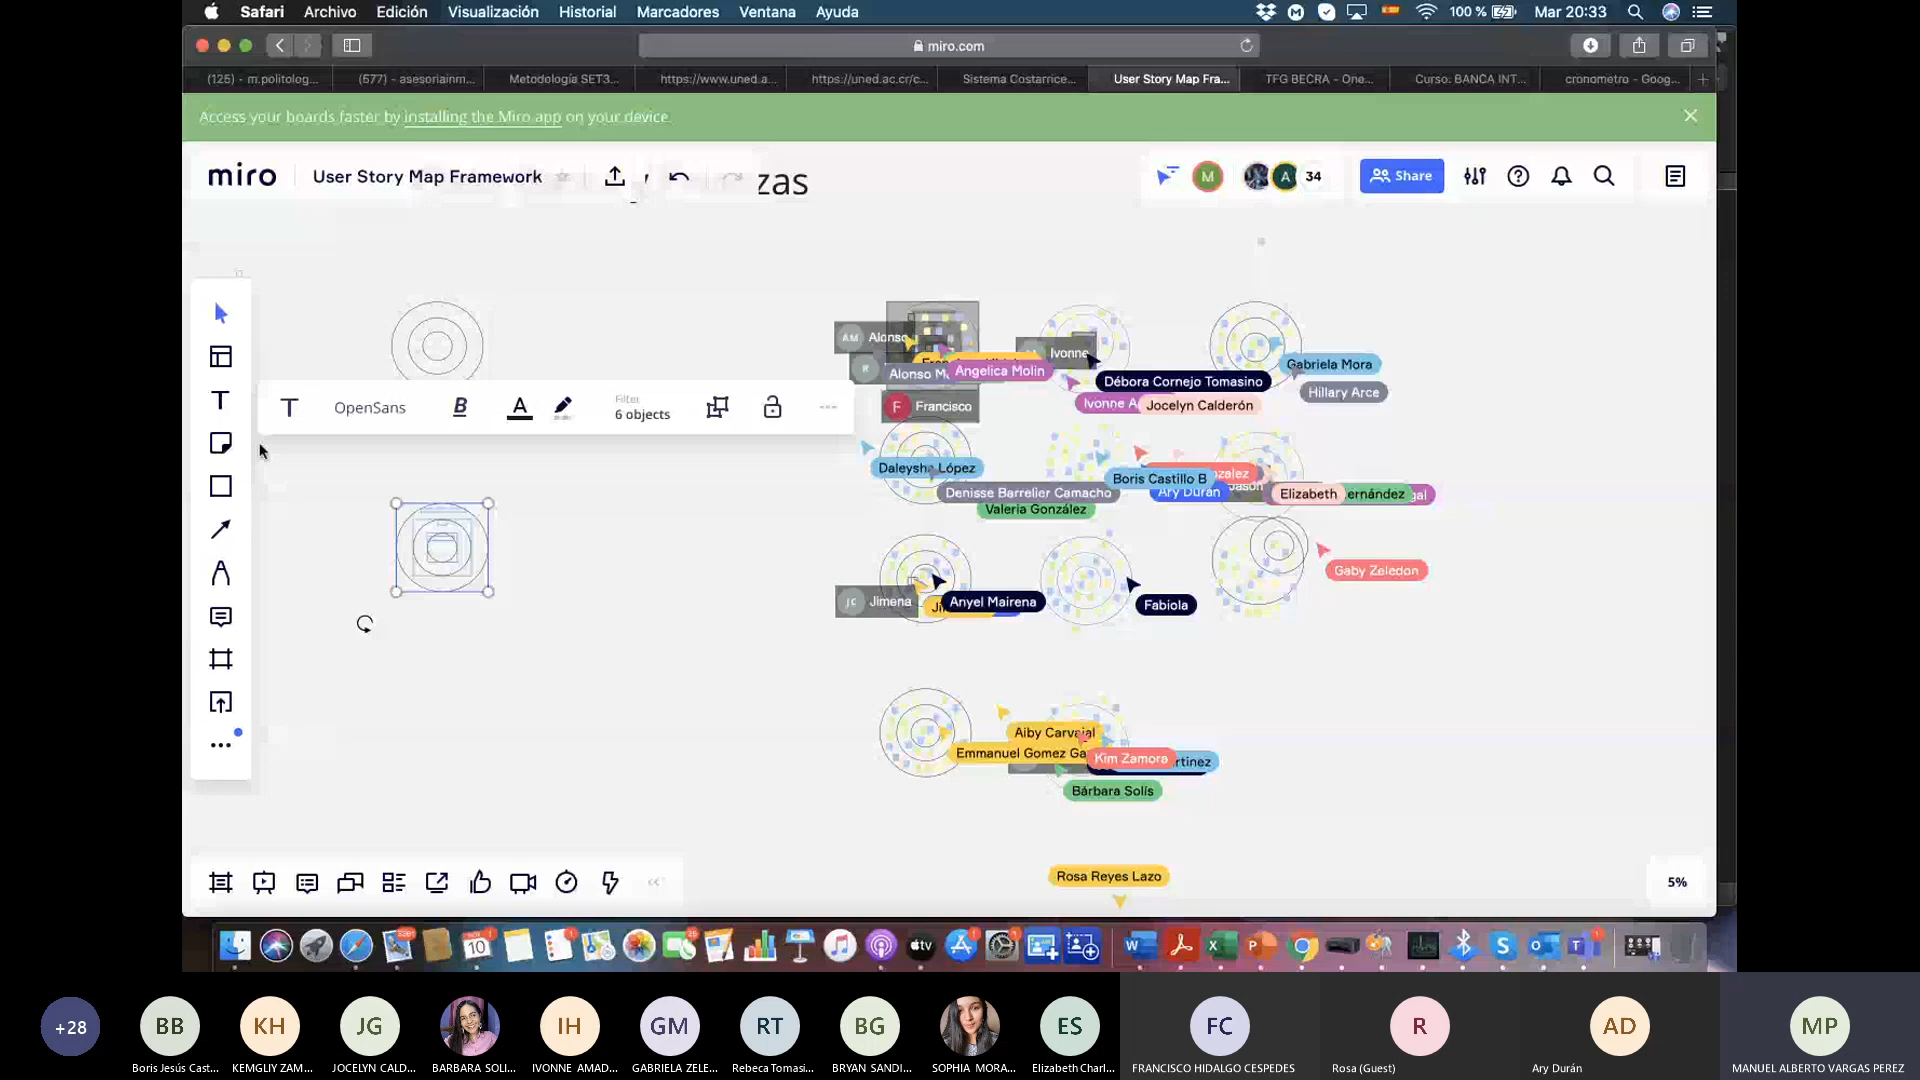 Safari Archivo Edición Visualización Historial Marcadores Ventana Ayuda
100 % Mar 20:33
miro.com
(125) - m.politolog... (577) - asesoriainm... Metodología SET3... https://www.uned.a... https://uned.ac.cr/c... Sistema Costarrice... User Story Map Fra... TFG BECRA - One... Curso: BANCA INT... cronometro - Goog...
Access your boards faster by installing the Miro app on your device
miro User Story Map Framework zas
M A 34 Share
AM Alonso Ivonne
Gabriela Mora
Alonso M Angelica Molin
Débora Cornejo Tomasino
Hillary Arce
Ivonne A Jocelyn Calderón
F Francisco
T OpenSans B A Filter
6 objects
Daleysha López
Boris Castillo B
Denisse Barrelier Camacho Ary Durán
Elizabeth ernández
Valeria González
Gaby Zeledon
JC Jimena Anyel Mairena
Fabiola
Aiby Carvajal
Emmanuel Gomez Ga Kim Zamora rtinez
Bárbara Solís
Rosa Reyes Lazo
5%
+28 BB KH JG IH GM RT BG ES FC R AD MP
Boris Jesús Cast... KEMGLIY ZAM... JOCELYN CALD... BARBARA SOLI... IVONNE AMAD... GABRIELA ZELE... Rebeca Tomasi... BRYAN SANDI... SOPHIA MORA... Elizabeth Charl... FRANCISCO HIDALGO CESPEDES Rosa (Guest) Ary Durán MANUEL ALBERTO VARGAS PEREZ